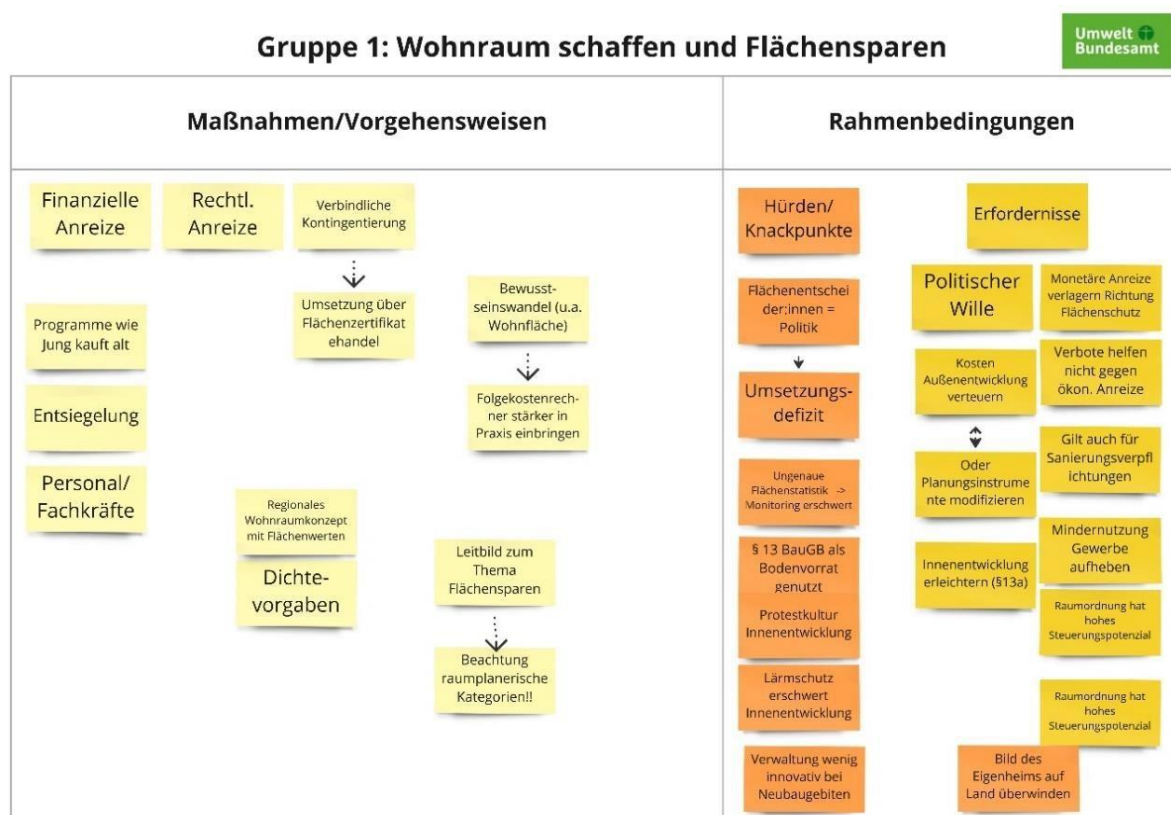 Gruppe 1: Wohnraum schaffen und Flächensparen
Umwelt
Bundesamt
Maßnahmen/Vorgehensweisen
Rahmenbedingungen
Finanzielle
Anreize
Rechtl.
Anreize
Verbindliche
Kontingentierung
Umsetzung über
Flächenzertifikat
ehandel
Bewusst-
seinswandel (u.a.
Wohnfläche)
Programme wie
Jung kauft alt
Folgekostenrech-
ner stärker in
Praxis einbringen
Entsiegelung
Personal/
Fachkräfte
Regionales
Wohnraumkonzept
mit Flächenwerten
Dichte-
vorgaben
Leitbild zum
Thema
Flächensparen
Beachtung
raumplanerische
Kategorien!!
Hürden/
Knackpunkte
Flächenentschei
der:innen =
Politik
Umsetzungs-
defizit
Ungenaue
Flächenstatistik ->
Monitoring erschwert
§ 13 BauGB als
Bodenvorrat
genutzt
Protestkultur
Innenentwicklung
Lärmschutz
erschwert
Innenentwicklung
Verwaltung wenig
innovativ bei
Neubaugebiten
Erfordernisse
Politischer
Wille
Monetäre Anreize
verlagern Richtung
Flächenschutz
Kosten
Außenentwicklung
verteuern
Verbote helfen
nicht gegen
ökon. Anreize
Oder
Planungsinstrume
nte modifizieren
Gilt auch für
Sanierungsverpfl
ichtungen
Innenentwicklung
erleichtern (§13a)
Mindernutzung
Gewerbe
aufheben
Raumordnung hat
hohes
Steuerungspotenzial
Raumordnung hat
hohes
Steuerungspotenzial
Bild des
Eigenheims auf
Land überwinden